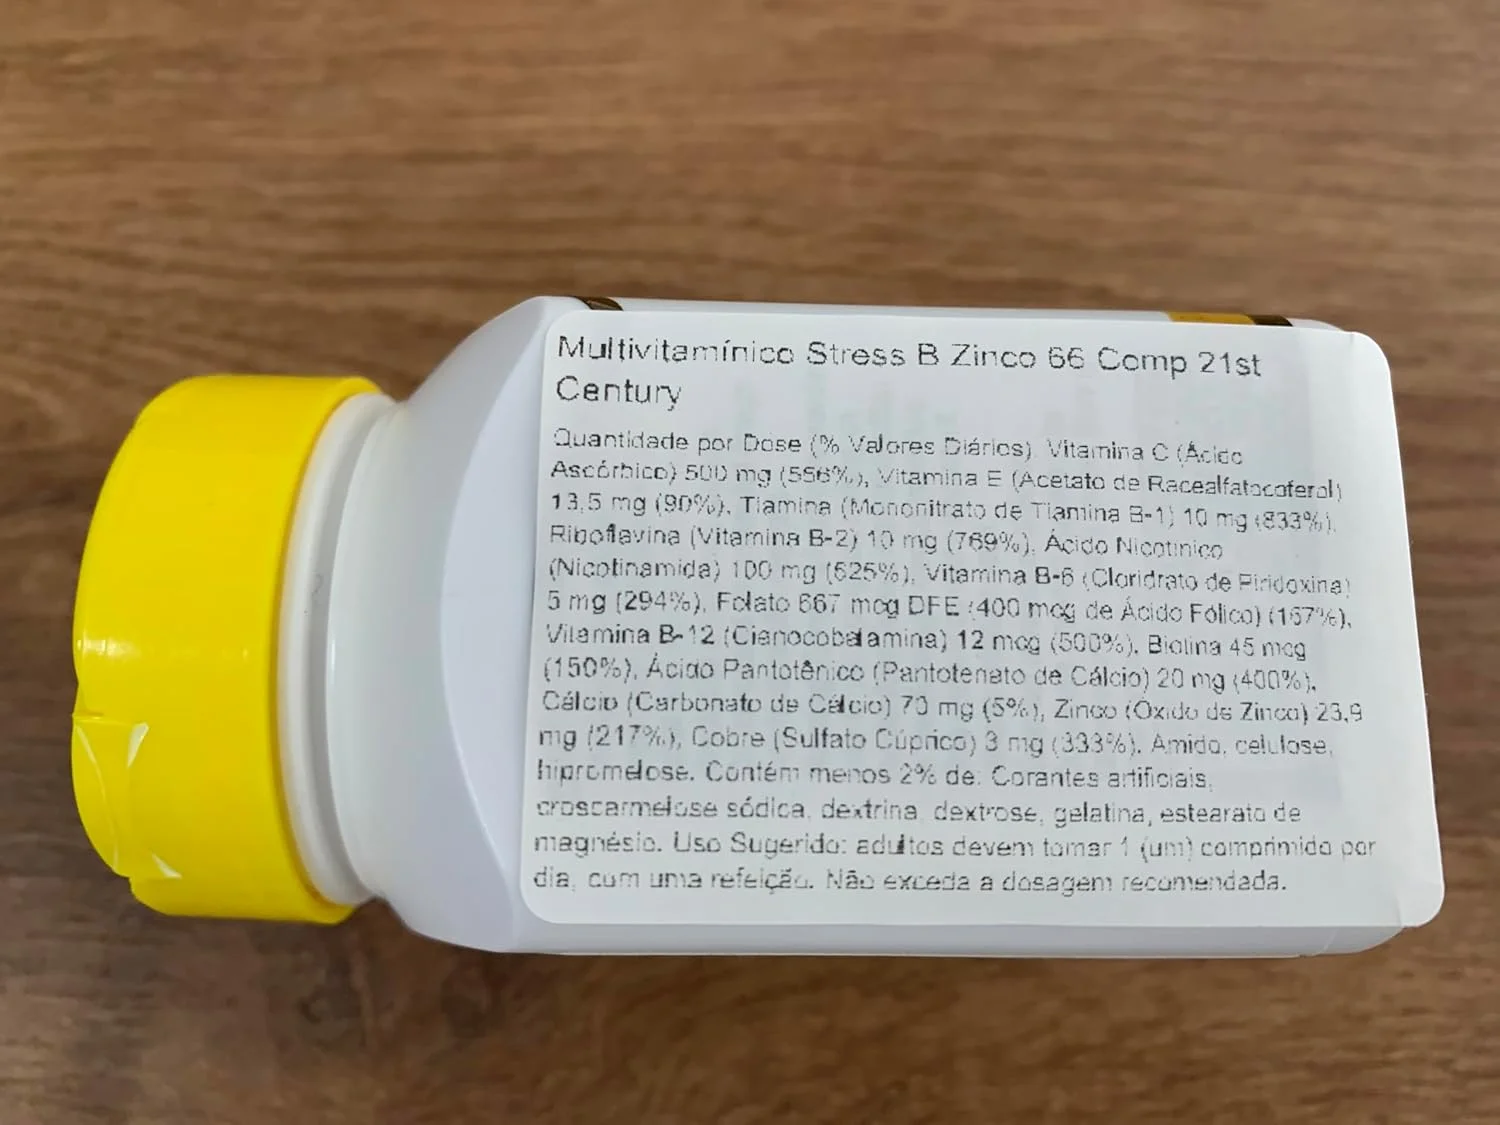 Multivitamínico Stress B Zinco 66 Comp 21st
Century
Quantidade por Dose (% Valores Diários). Vitamina C (Ácido
Ascórbico) 500 mg (556%), Vitamina E (Acetato de Racealfatocoferol)
13,5 mg (90%), Tiamina (Mononitrato de Tiamina B-1) 10 mg (833%),
Riboflavina (Vitamina B-2) 10 mg (769%), Ácido Nicotínico
(Nicotinamida) 100 mg (625%), Vitamina B-6 (Cloridrato de Piridoxina)
5 mg (294%), Folato 667 mcg DFE (400 mcg de Ácido Fólico) (167%),
Vitamina B-12 (Cianocobalamina) 12 mcg (500%), Biotina 45 mcg
(150%), Ácido Pantotênico (Pantotenato de Cálcio) 20 mg (400%),
Cálcio (Carbonato de Cálcio) 70 mg (5%), Zinco (Óxido de Zinco) 23,9
mg (217%), Cobre (Sulfato Cúprico) 3 mg (333%). Amido, celulose,
hipromelose. Contém menos 2% de: Corantes artificiais,
croscarmelose sódica, dextrina, dextrose, gelatina, estearato de
magnésio. Uso Sugerido: adultos devem tomar 1 (um) comprimido por
dia, com uma refeição. Não exceda a dosagem recomendada.